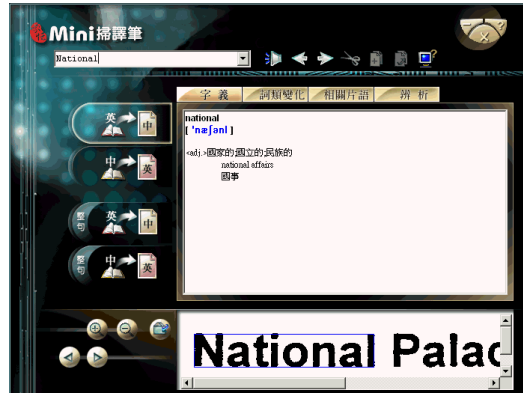 Mini掃譯筆
National
字義 詞類變化 相關片語 辨析
national
[ ˈnæʃənl ]
<adj.>國家的;國立的;民族的
national affairs
國事
英 中
中 英
整句 英 中
整句 中 英
National Palac